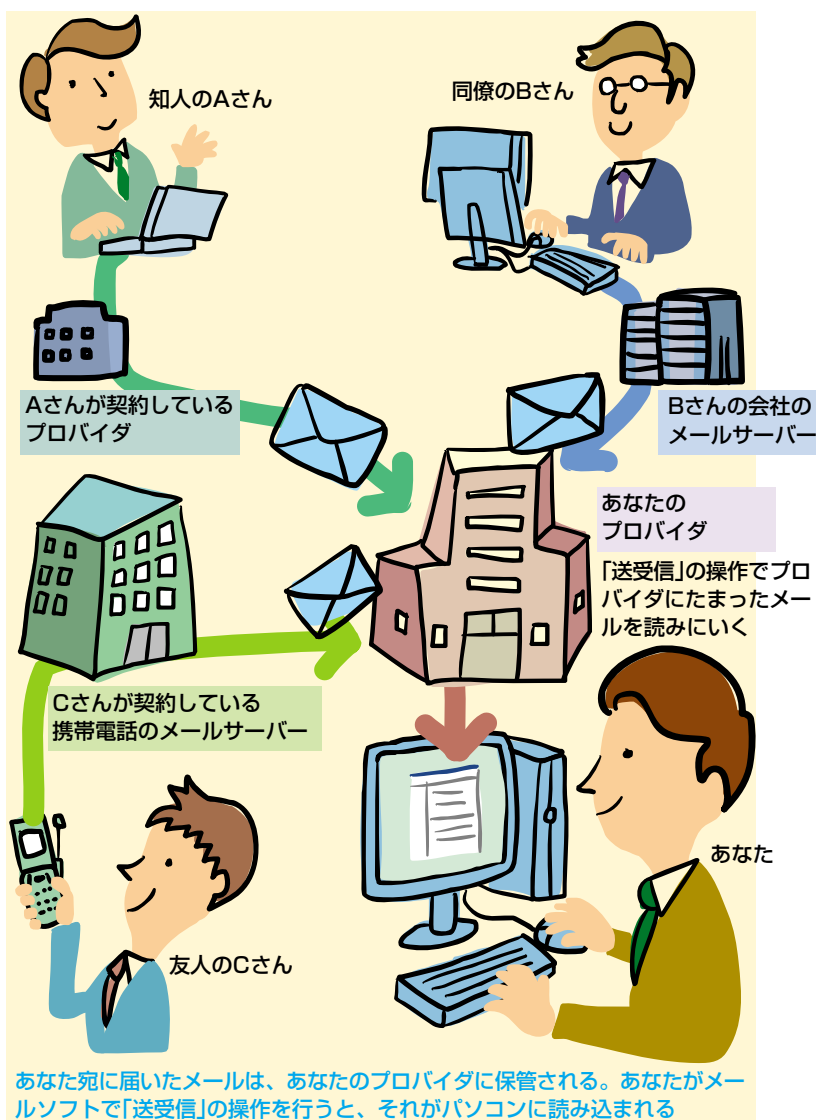 知人のAさん
同僚のBさん
Aさんが契約している
プロバイダ
Bさんの会社の
メールサーバー
あなたの
プロバイダ
「送受信」の操作でプロ
バイダにたまったメー
ルを読みにいく
Cさんが契約している
携帯電話のメールサーバー
あなた
友人のCさん
あなた宛に届いたメールは、あなたのプロバイダに保管される。あなたがメー
ルソフトで「送受信」の操作を行うと、それがパソコンに読み込まれる